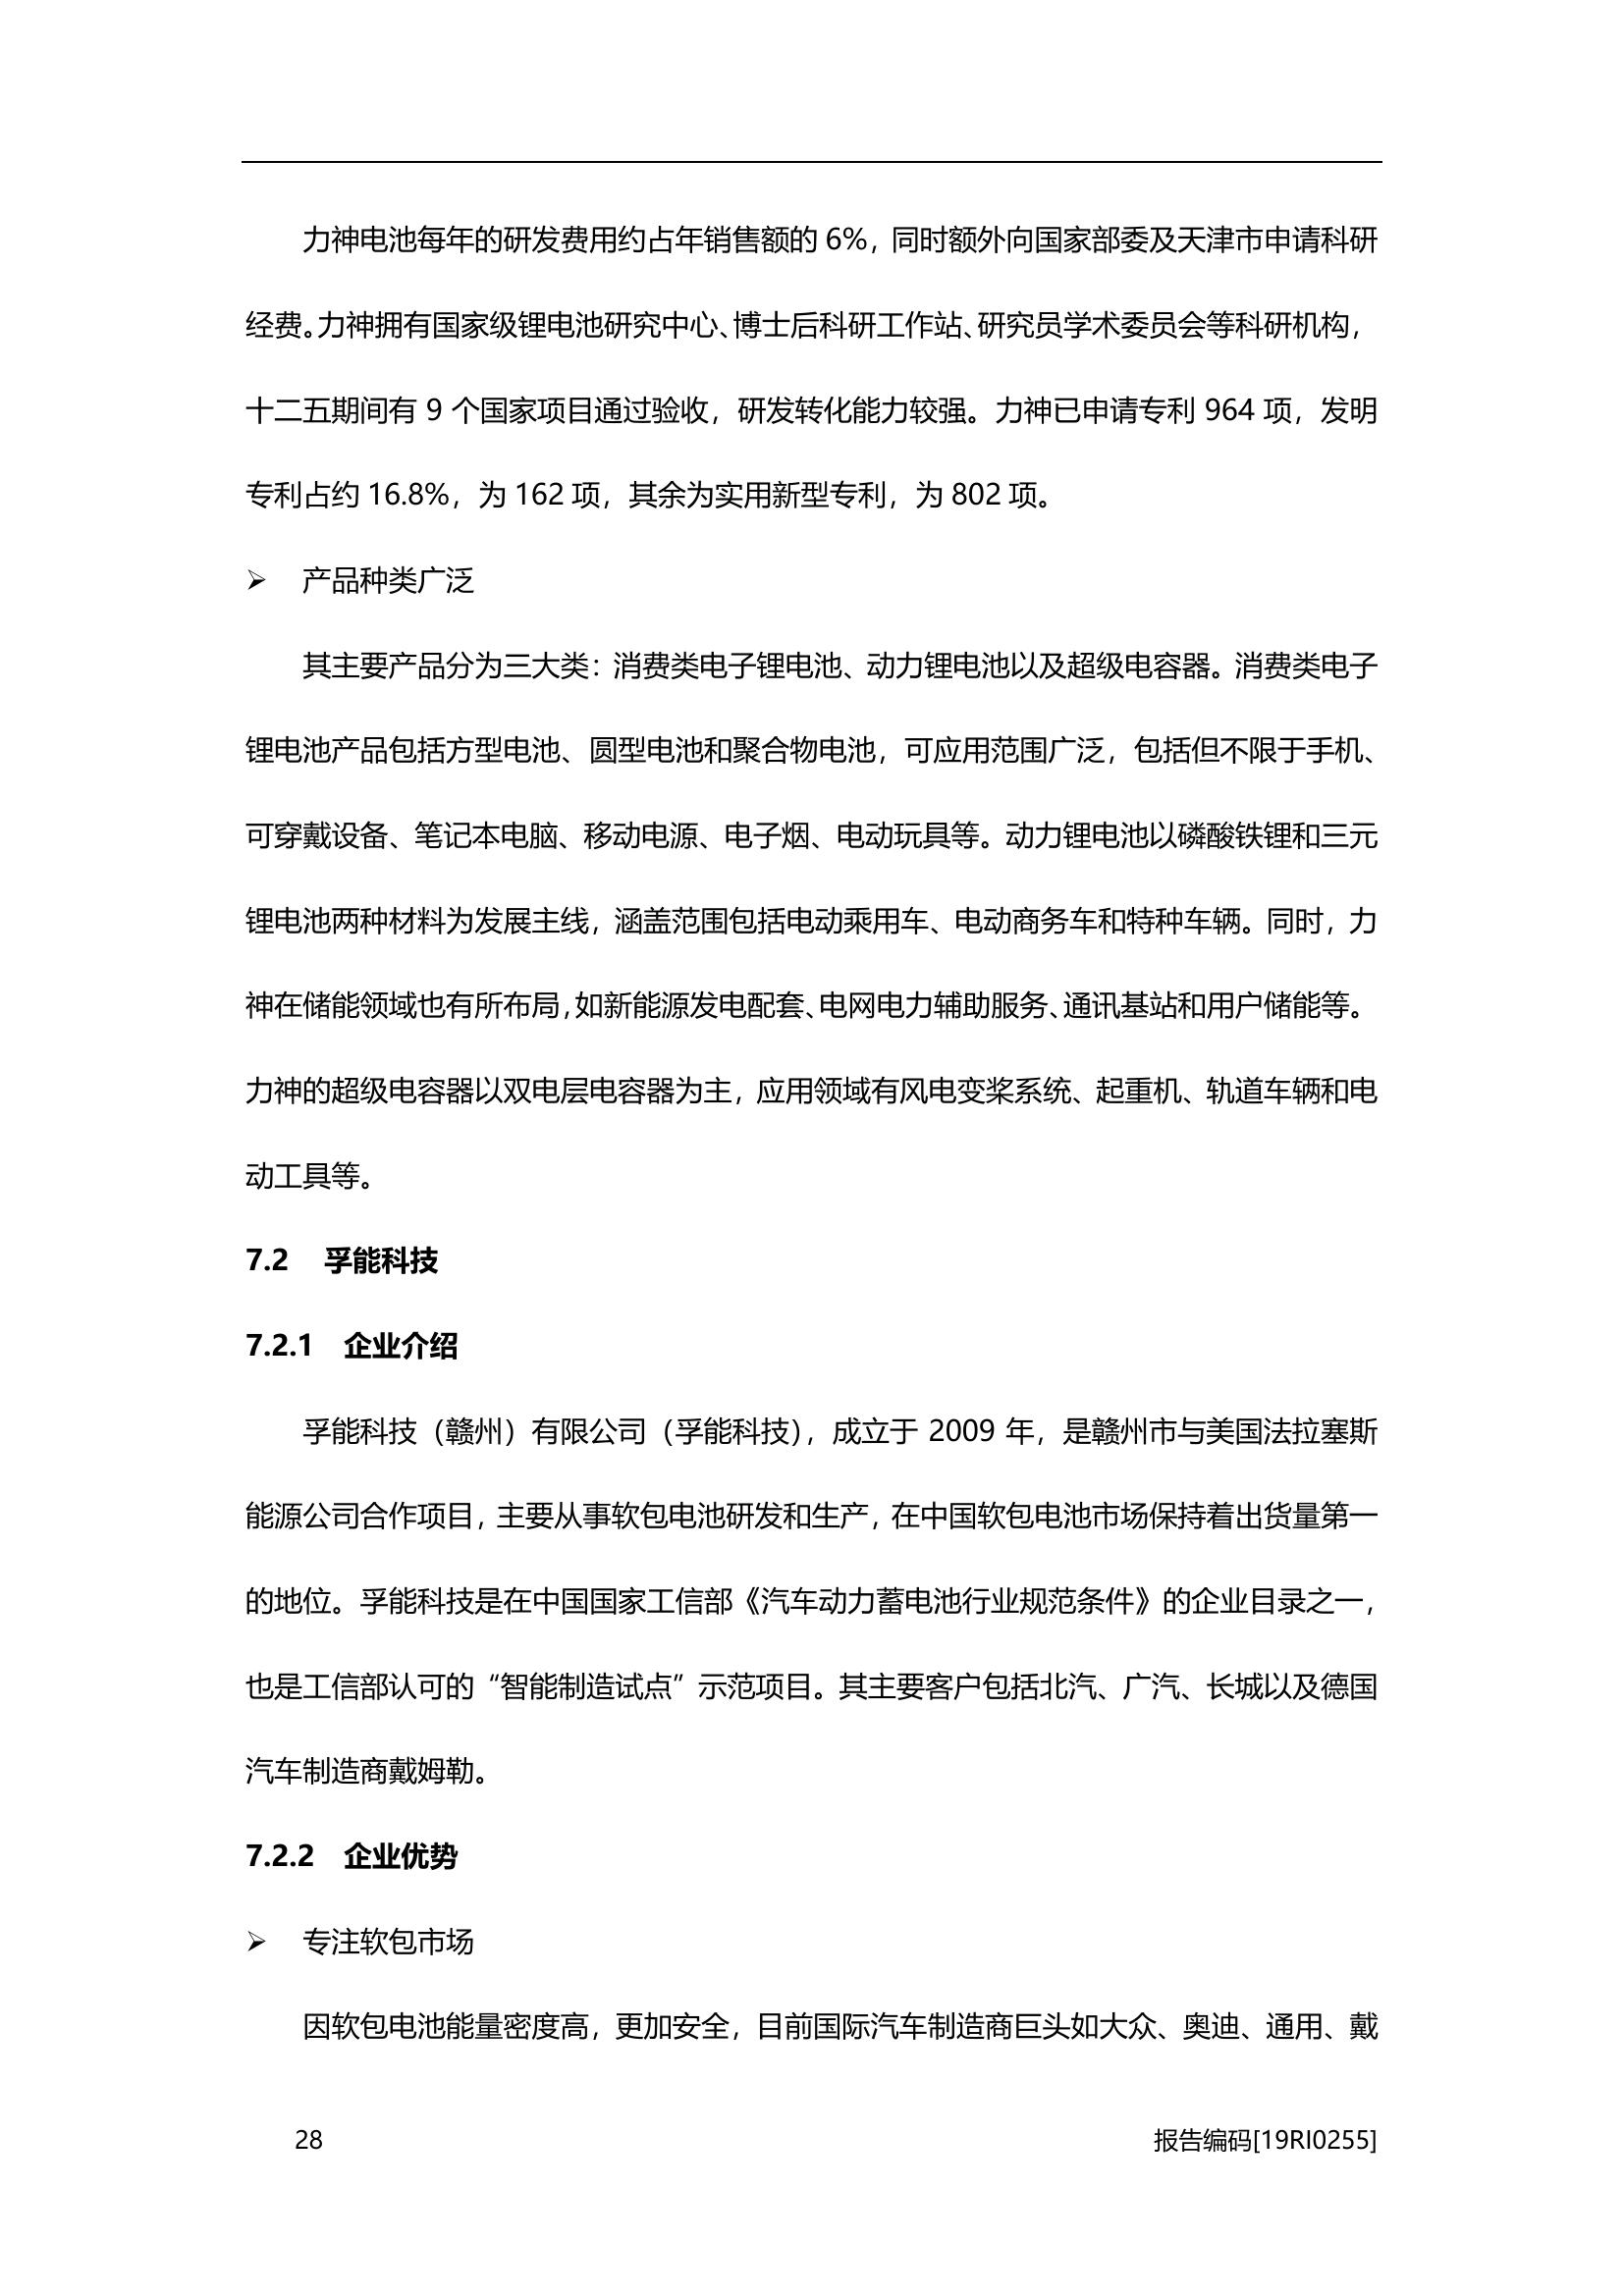 力神电池每年的研发费用约占年销售额的 6%，同时额外向国家部委及天津市申请科研
经费。力神拥有国家级锂电池研究中心、博士后科研工作站、研究员学术委员会等科研机构，
十二五期间有 9 个国家项目通过验收，研发转化能力较强。力神已申请专利 964 项，发明
专利占约 16.8%，为 162 项，其余为实用新型专利，为 802 项。
➢ 产品种类广泛
其主要产品分为三大类：消费类电子锂电池、动力锂电池以及超级电容器。消费类电子
锂电池产品包括方型电池、圆型电池和聚合物电池，可应用范围广泛，包括但不限于手机、
可穿戴设备、笔记本电脑、移动电源、电子烟、电动玩具等。动力锂电池以磷酸铁锂和三元
锂电池两种材料为发展主线，涵盖范围包括电动乘用车、电动商务车和特种车辆。同时，力
神在储能领域也有所布局，如新能源发电配套、电网电力辅助服务、通讯基站和用户储能等。
力神的超级电容器以双电层电容器为主，应用领域有风电变桨系统、起重机、轨道车辆和电
动工具等。
7.2 孚能科技
7.2.1 企业介绍
孚能科技（赣州）有限公司（孚能科技），成立于 2009 年，是赣州市与美国法拉塞斯
能源公司合作项目，主要从事软包电池研发和生产，在中国软包电池市场保持着出货量第一
的地位。孚能科技是在中国国家工信部《汽车动力蓄电池行业规范条件》的企业目录之一，
也是工信部认可的“智能制造试点”示范项目。其主要客户包括北汽、广汽、长城以及德国
汽车制造商戴姆勒。
7.2.2 企业优势
➢ 专注软包市场
因软包电池能量密度高，更加安全，目前国际汽车制造商巨头如大众、奥迪、通用、戴
28 报告编码[19RI0255]